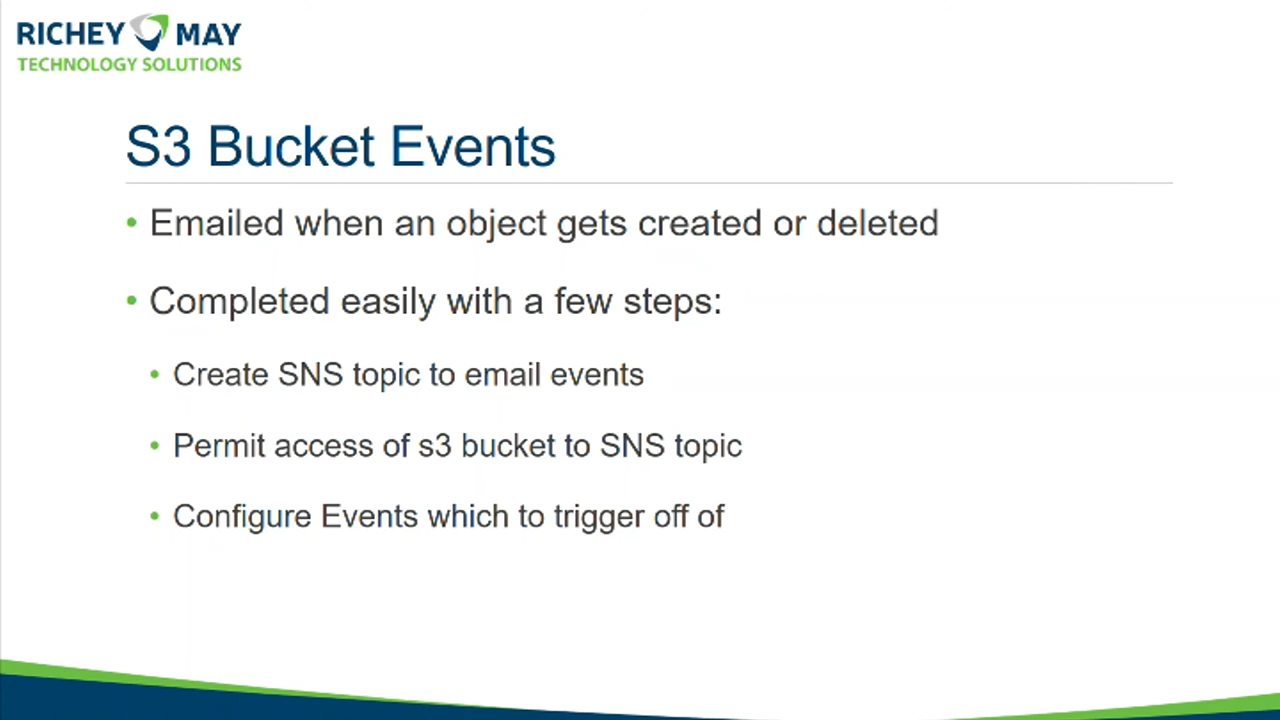 RICHEY MAY
TECHNOLOGY SOLUTIONS
S3 Bucket Events
• Emailed when an object gets created or deleted
• Completed easily with a few steps:
• Create SNS topic to email events
• Permit access of s3 bucket to SNS topic
• Configure Events which to trigger off of